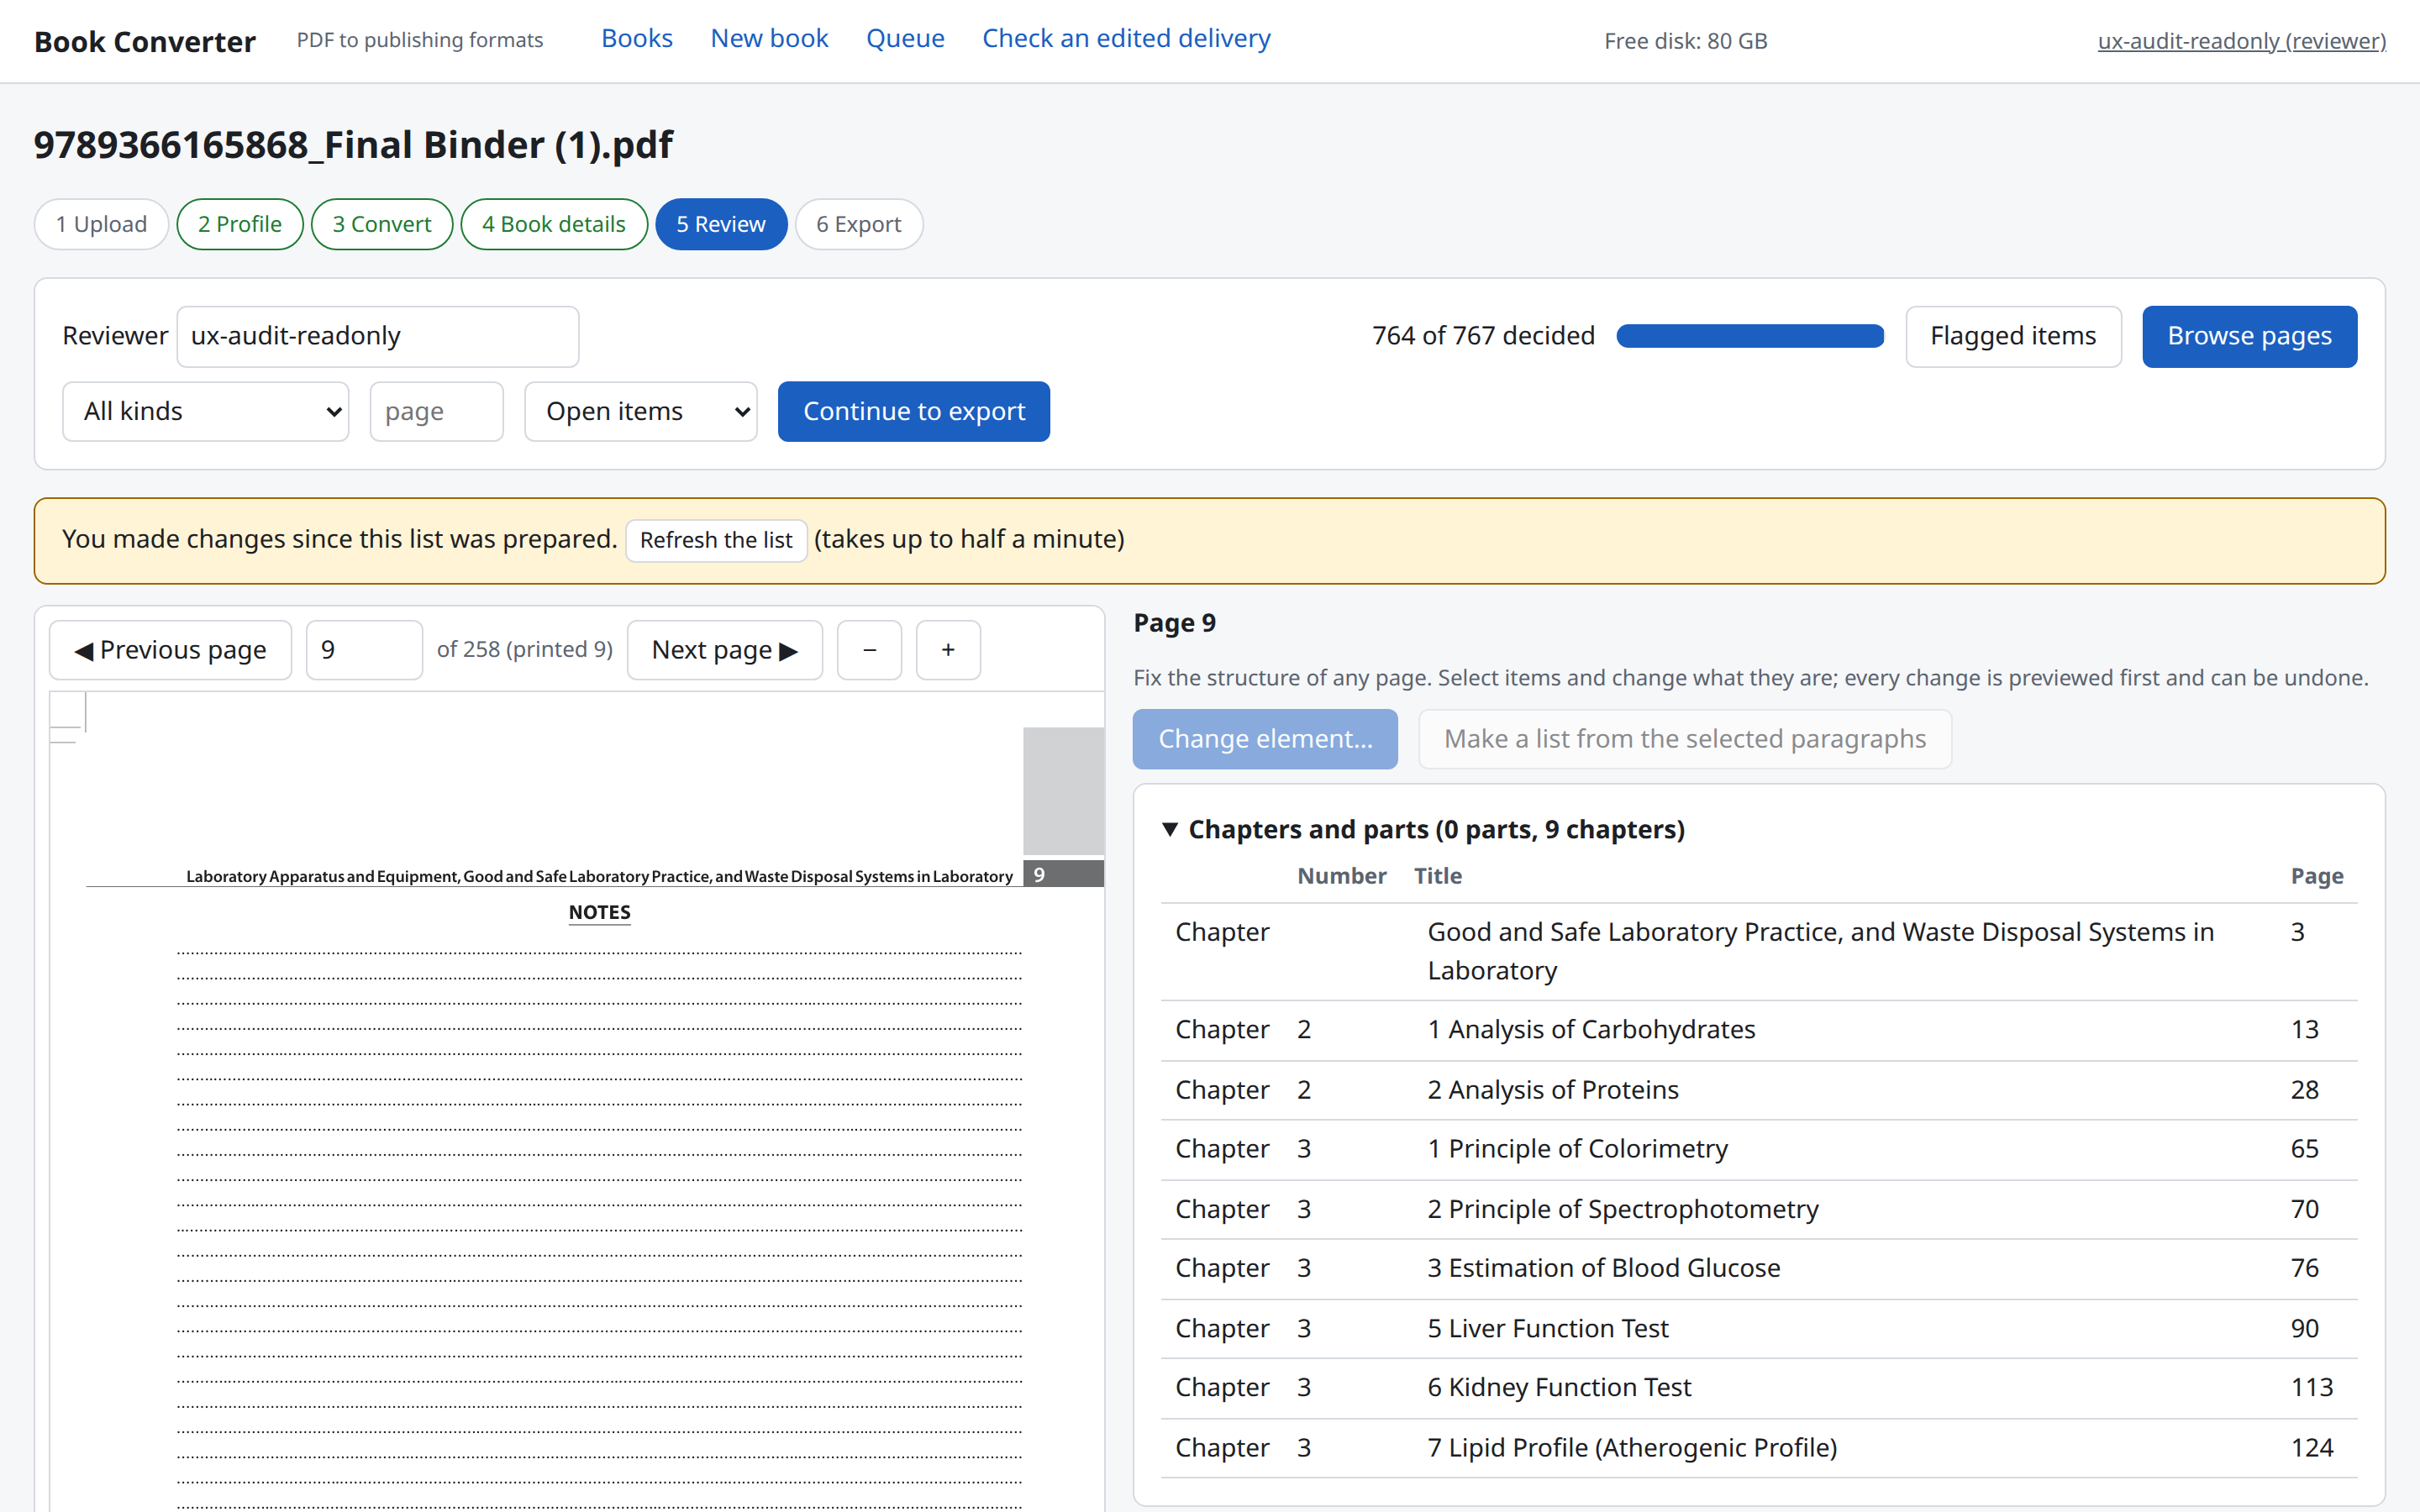 Book Converter PDF to publishing formats Books New book Queue Check an edited delivery Free disk: 80 GB ux-audit-readonly (reviewer)
9789366165868_Final Binder (1).pdf
1 Upload 2 Profile 3 Convert 4 Book details 5 Review 6 Export
Reviewer ux-audit-readonly 764 of 767 decided Flagged items Browse pages
All kinds page Open items Continue to export
You made changes since this list was prepared. Refresh the list (takes up to half a minute)
◀ Previous page 9 of 258 (printed 9) Next page ▶ − +
Laboratory Apparatus and Equipment, Good and Safe Laboratory Practice, and Waste Disposal Systems in Laboratory 9
NOTES
Page 9
Fix the structure of any page. Select items and change what they are; every change is previewed first and can be undone.
Change element... Make a list from the selected paragraphs
▼ Chapters and parts (0 parts, 9 chapters)
Number Title Page
Chapter Good and Safe Laboratory Practice, and Waste Disposal Systems in 3
Laboratory
Chapter 2 1 Analysis of Carbohydrates 13
Chapter 2 2 Analysis of Proteins 28
Chapter 3 1 Principle of Colorimetry 65
Chapter 3 2 Principle of Spectrophotometry 70
Chapter 3 3 Estimation of Blood Glucose 76
Chapter 3 5 Liver Function Test 90
Chapter 3 6 Kidney Function Test 113
Chapter 3 7 Lipid Profile (Atherogenic Profile) 124